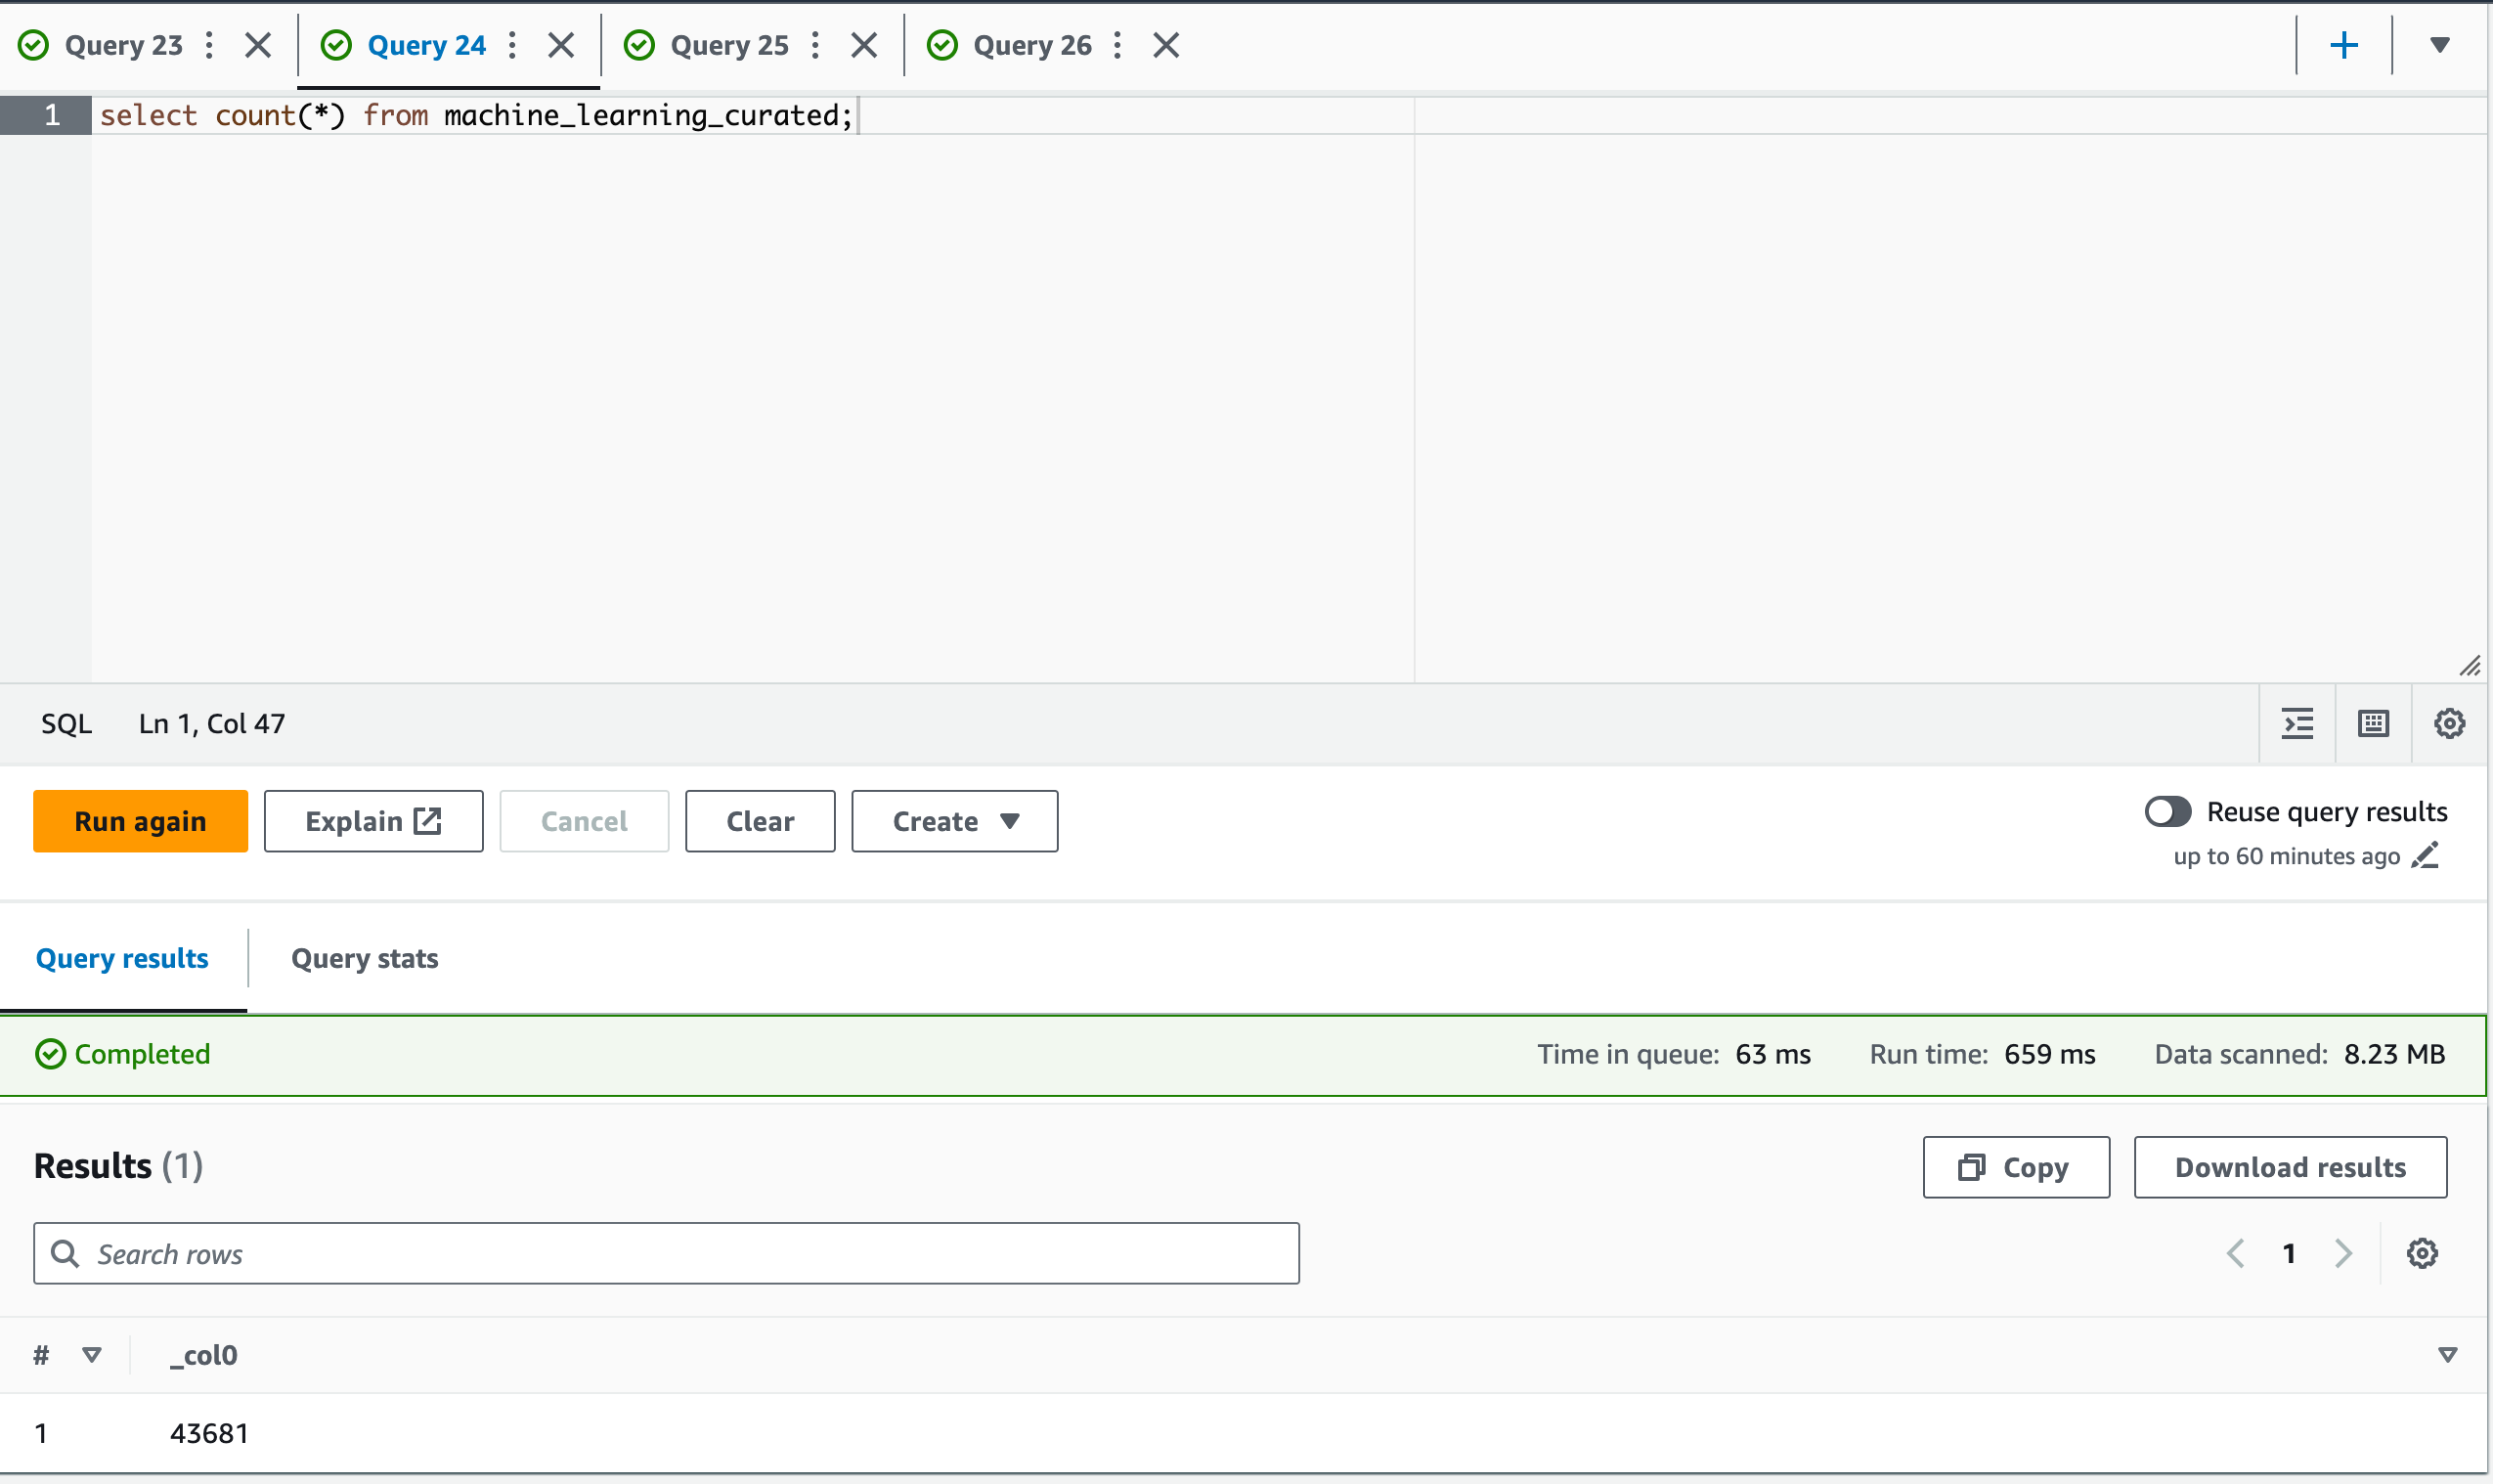 Query 23 Query 24 Query 25 Query 26
1 select count(*) from machine_learning_curated;
SQL Ln 1, Col 47
Run again Explain Cancel Clear Create Reuse query results
up to 60 minutes ago
Query results Query stats
Completed Time in queue: 63 ms Run time: 659 ms Data scanned: 8.23 MB
Results (1) Copy Download results
Search rows 1
# _col0
1 43681